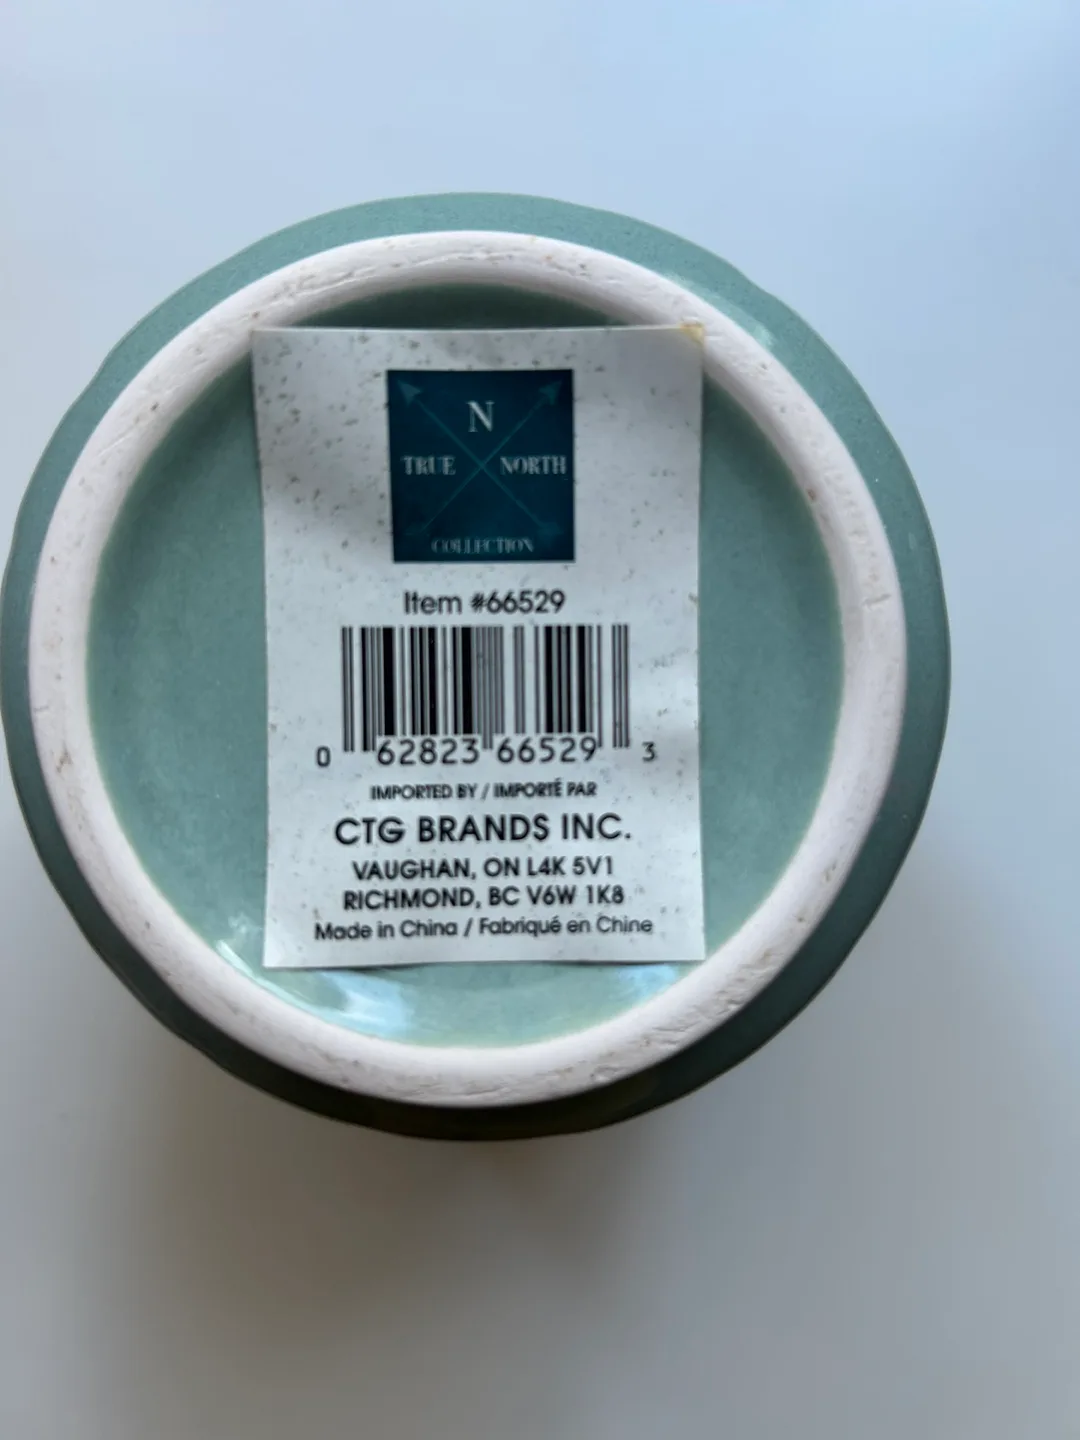 N
TRUE NORTH
COLLECTION
Item #66529
0 62823 66529 3
IMPORTED BY / IMPORTÉ PAR
CTG BRANDS INC.
VAUGHAN, ON L4K 5V1
RICHMOND, BC V6W 1K8
Made in China / Fabriqué en Chine